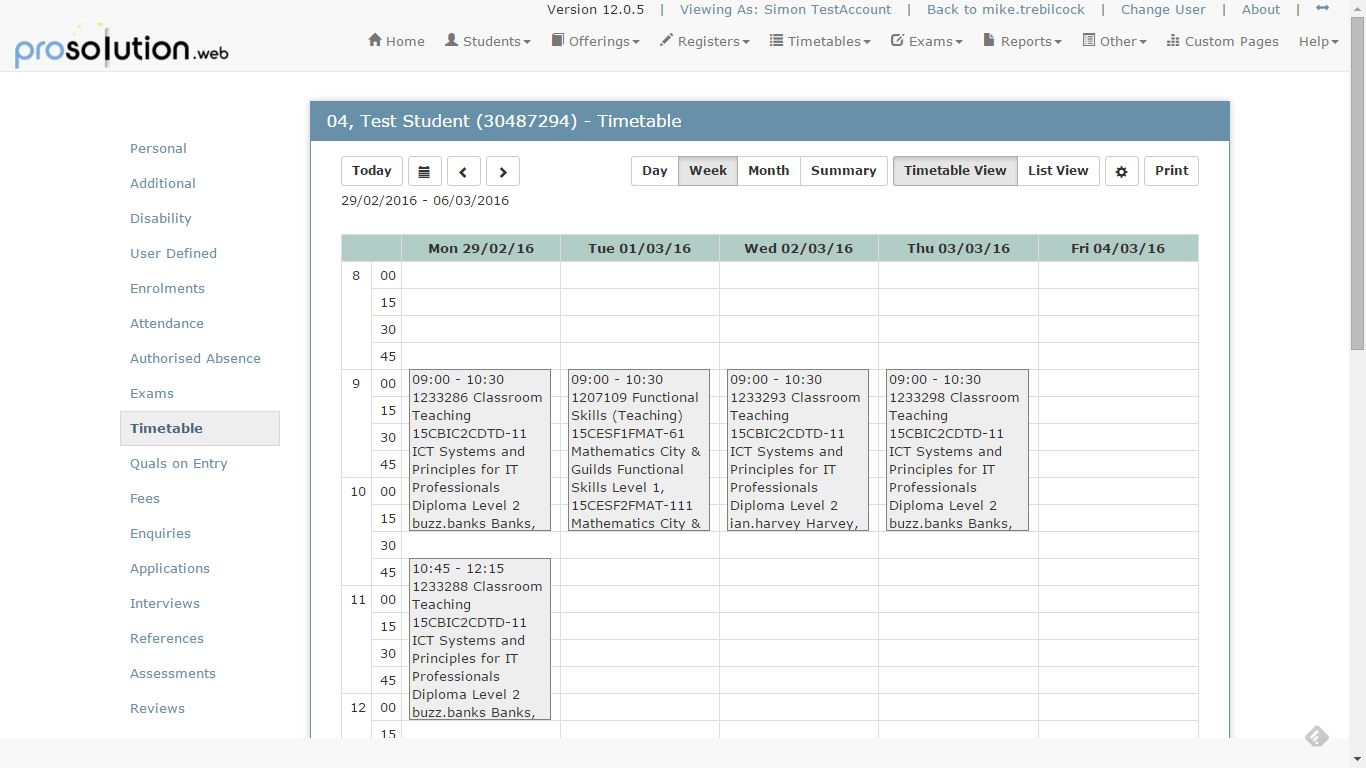 Version 12.0.5 | Viewing As: Simon TestAccount | Back to mike.trebilcock | Change User | About |
prosolution.web
Home Students Offerings Registers Timetables Exams Reports Other Custom Pages Help
04, Test Student (30487294) - Timetable
Personal
Additional
Disability
User Defined
Enrolments
Attendance
Authorised Absence
Exams
Timetable
Quals on Entry
Fees
Enquiries
Applications
Interviews
References
Assessments
Reviews
Today Day Week Month Summary Timetable View List View Print
29/02/2016 - 06/03/2016
Mon 29/02/16 Tue 01/03/16 Wed 02/03/16 Thu 03/03/16 Fri 04/03/16
8 00
15
30
45
9 00
15
30
45
10 00
15
30
45
11 00
15
30
45
12 00
15
09:00 - 10:30
1233286 Classroom
Teaching
15CBIC2CDTD-11
ICT Systems and
Principles for IT
Professionals
Diploma Level 2
buzz.banks Banks,
10:45 - 12:15
1233288 Classroom
Teaching
15CBIC2CDTD-11
ICT Systems and
Principles for IT
Professionals
Diploma Level 2
buzz.banks Banks,
09:00 - 10:30
1207109 Functional
Skills (Teaching)
15CESF1FMAT-61
Mathematics City &
Guilds Functional
Skills Level 1,
15CESF2FMAT-111
Mathematics City &
09:00 - 10:30
1233293 Classroom
Teaching
15CBIC2CDTD-11
ICT Systems and
Principles for IT
Professionals
Diploma Level 2
ian.harvey Harvey,
09:00 - 10:30
1233298 Classroom
Teaching
15CBIC2CDTD-11
ICT Systems and
Principles for IT
Professionals
Diploma Level 2
buzz.banks Banks,